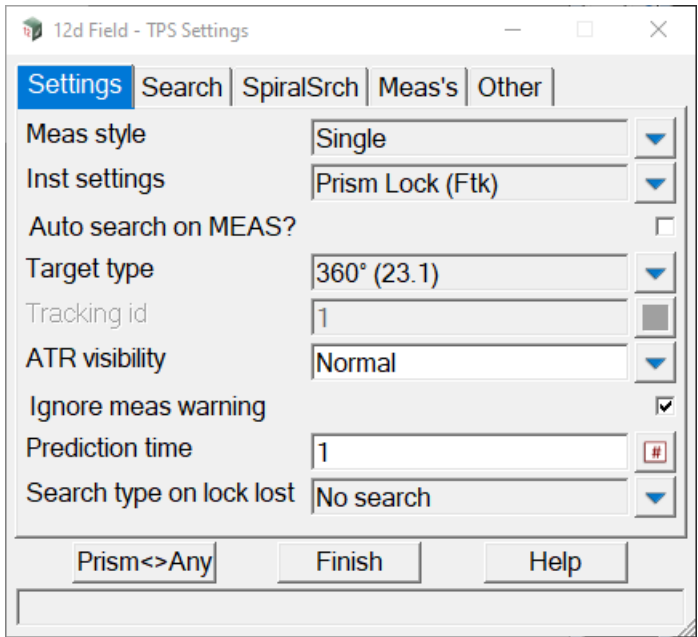 12d Field - TPS Settings
Settings Search SpiralSrch Meas's Other
Meas style Single
Inst settings Prism Lock (Ftk)
Auto search on MEAS?
Target type 360° (23.1)
Tracking id 1
ATR visibility Normal
Ignore meas warning
Prediction time 1 #
Search type on lock lost No search
Prism<>Any Finish Help